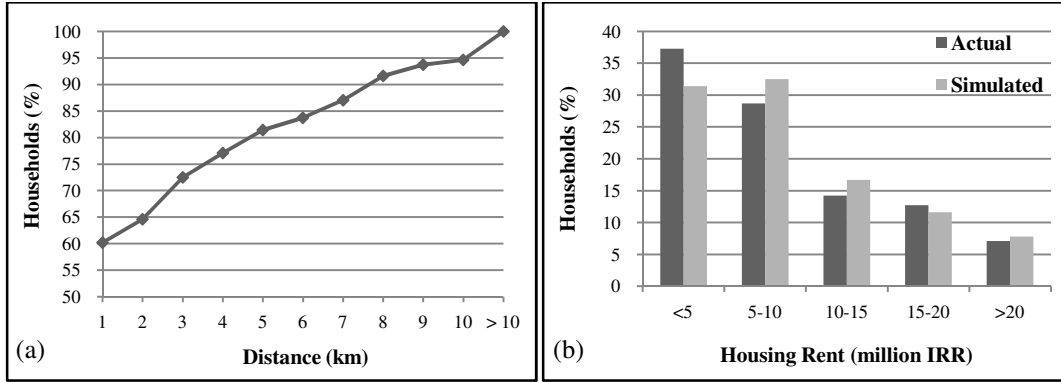 100
95
90
85
80
75
70
65
60
55
50
Households (%)
1 2 3 4 5 6 7 8 9 10 > 10
Distance (km)
(a)
40
35
30
25
20
15
10
5
0
Households (%)
Actual
Simulated
<5 5-10 10-15 15-20 >20
Housing Rent (million IRR)
(b)